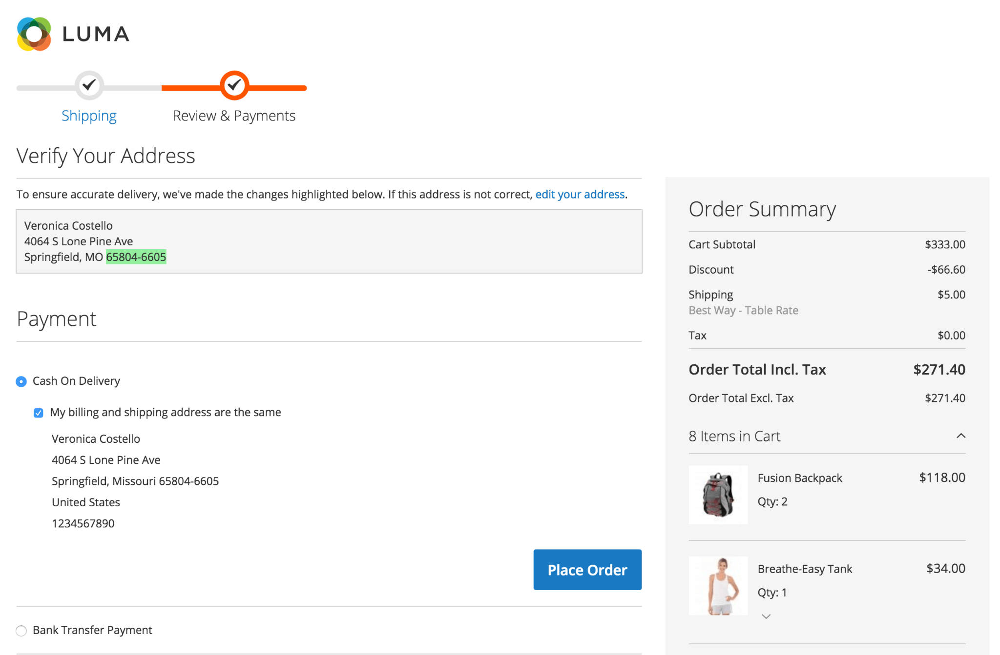 LUMA
Shipping
Review & Payments
Verify Your Address
To ensure accurate delivery, we've made the changes highlighted below. If this address is not correct, edit your address.
Veronica Costello
4064 S Lone Pine Ave
Springfield, MO 65804-6605
Payment
Cash On Delivery
My billing and shipping address are the same
Veronica Costello
4064 S Lone Pine Ave
Springfield, Missouri 65804-6605
United States
1234567890
Place Order
Bank Transfer Payment
Order Summary
Cart Subtotal $333.00
Discount -$66.60
Shipping $5.00
Best Way - Table Rate
Tax $0.00
Order Total Incl. Tax $271.40
Order Total Excl. Tax $271.40
8 Items in Cart
Fusion Backpack $118.00
Qty: 2
Breathe-Easy Tank $34.00
Qty: 1